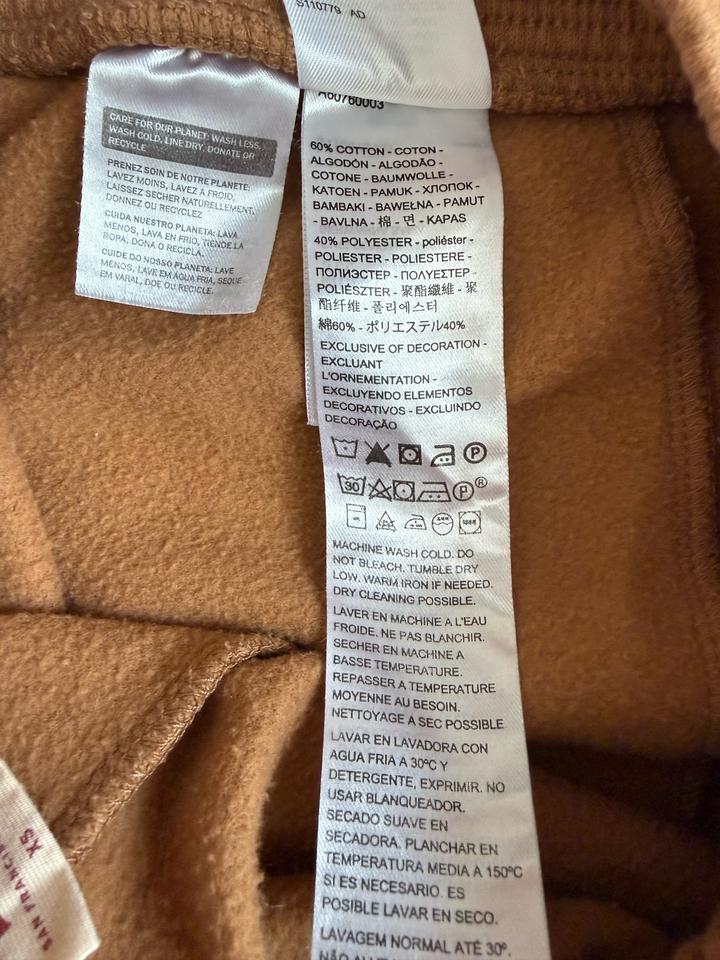 S110779 AD
A60760003
CARE FOR OUR PLANET: WASH LESS,
WASH COLD, LINE DRY, DONATE OR
RECYCLE
PRENEZ SOIN DE NOTRE PLANETE:
LAVEZ MOINS, LAVEZ À FROID,
LAISSEZ SECHER NATURELLEMENT,
DONNEZ OU RECYCLEZ
CUIDA NUESTRO PLANETA: LAVA
MENOS, LAVA EN FRIO, TIENDE LA
ROPA, DONA O RECICLA.
CUIDE DO NOSSO PLANETA: LAVE
MENOS, LAVE EM ÁGUA FRIA, SEQUE
EM VARAL, DOE OU RECICLE.
60% COTTON - COTON -
ALGODÓN - ALGODÃO -
COTONE - BAUMWOLLE -
KATOEN - PAMUK - ХЛОПОК -
BAMBAKI - BAWEŁNA - PAMUT
- BAVLNA - 棉 - 면 - KAPAS
40% POLYESTER - poliéster -
POLIESTER - POLIESTERE -
ПОЛИЭСТЕР - ΠΟΛΥΕΣΤΕΡ -
POLIÉSZTER - 聚酯纖維 - 聚
酯纤维 - 폴리에스터
綿60% - ポリエステル40%
EXCLUSIVE OF DECORATION -
EXCLUANT
L'ORNEMENTATION -
EXCLUYENDO ELEMENTOS
DECORATIVOS - EXCLUINDO
DECORAÇÃO
P
30 P ®
MACHINE WASH COLD. DO
NOT BLEACH. TUMBLE DRY
LOW. WARM IRON IF NEEDED.
DRY CLEANING POSSIBLE.
LAVER EN MACHINE A L'EAU
FROIDE. NE PAS BLANCHIR.
SECHER EN MACHINE A
BASSE TEMPERATURE.
REPASSER A TEMPERATURE
MOYENNE AU BESOIN.
NETTOYAGE A SEC POSSIBLE
LAVAR EN LAVADORA CON
AGUA FRIA A 30ºC Y
DETERGENTE, EXPRIMIR. NO
USAR BLANQUEADOR.
SECADO SUAVE EN
SECADORA. PLANCHAR EN
TEMPERATURA MEDIA A 150ºC
SI ES NECESARIO. ES
POSIBLE LAVAR EN SECO.
LAVAGEM NORMAL ATÉ 30º.
XS